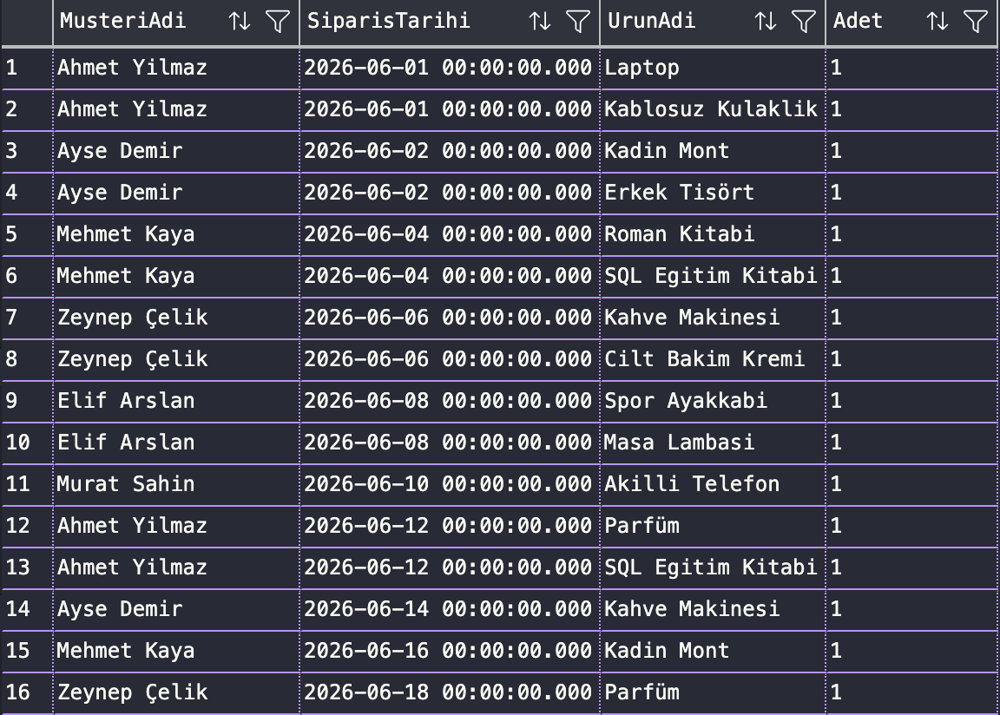 MusteriAdi SiparisTarihi UrunAdi Adet
1 Ahmet Yilmaz 2026-06-01 00:00:00.000 Laptop 1
2 Ahmet Yilmaz 2026-06-01 00:00:00.000 Kablosuz Kulaklik 1
3 Ayse Demir 2026-06-02 00:00:00.000 Kadin Mont 1
4 Ayse Demir 2026-06-02 00:00:00.000 Erkek Tisört 1
5 Mehmet Kaya 2026-06-04 00:00:00.000 Roman Kitabi 1
6 Mehmet Kaya 2026-06-04 00:00:00.000 SQL Egitim Kitabi 1
7 Zeynep Çelik 2026-06-06 00:00:00.000 Kahve Makinesi 1
8 Zeynep Çelik 2026-06-06 00:00:00.000 Cilt Bakim Kremi 1
9 Elif Arslan 2026-06-08 00:00:00.000 Spor Ayakkabi 1
10 Elif Arslan 2026-06-08 00:00:00.000 Masa Lambasi 1
11 Murat Sahin 2026-06-10 00:00:00.000 Akilli Telefon 1
12 Ahmet Yilmaz 2026-06-12 00:00:00.000 Parfüm 1
13 Ahmet Yilmaz 2026-06-12 00:00:00.000 SQL Egitim Kitabi 1
14 Ayse Demir 2026-06-14 00:00:00.000 Kahve Makinesi 1
15 Mehmet Kaya 2026-06-16 00:00:00.000 Kadin Mont 1
16 Zeynep Çelik 2026-06-18 00:00:00.000 Parfüm 1